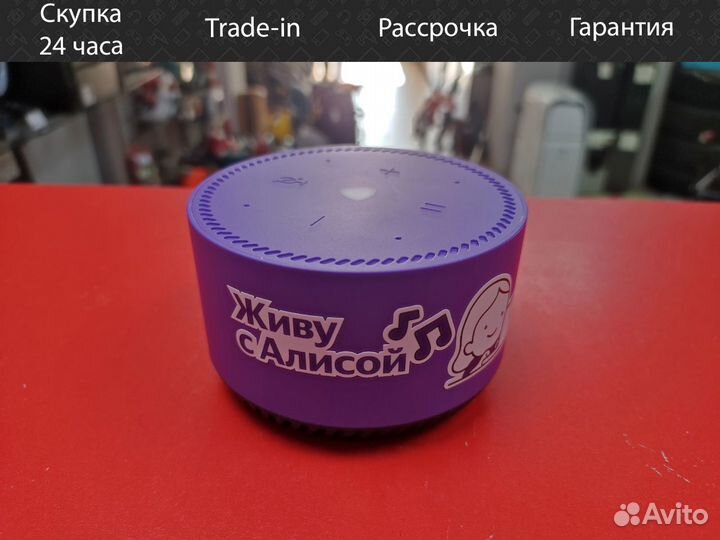 Скупка
24 часа
Trade-in
Рассрочка
Гарантия
Живу
с Алисой
Avito